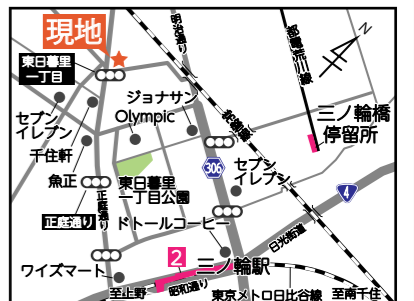 現地
東日暮里
一丁目
明治通り
都電荒川線
N
ジョナサン
Olympic
常磐線
セブン
イレブン
三ノ輪橋
停留所
千住軒
306
セブン
イレブン
魚正
東日暮里
一丁目公園
4
正庭通り
正庭通り
ドトールコーヒー
日光街道
2
三ノ輪駅
ワイズマート
昭和通り
至上野
東京メトロ日比谷線
至南千住